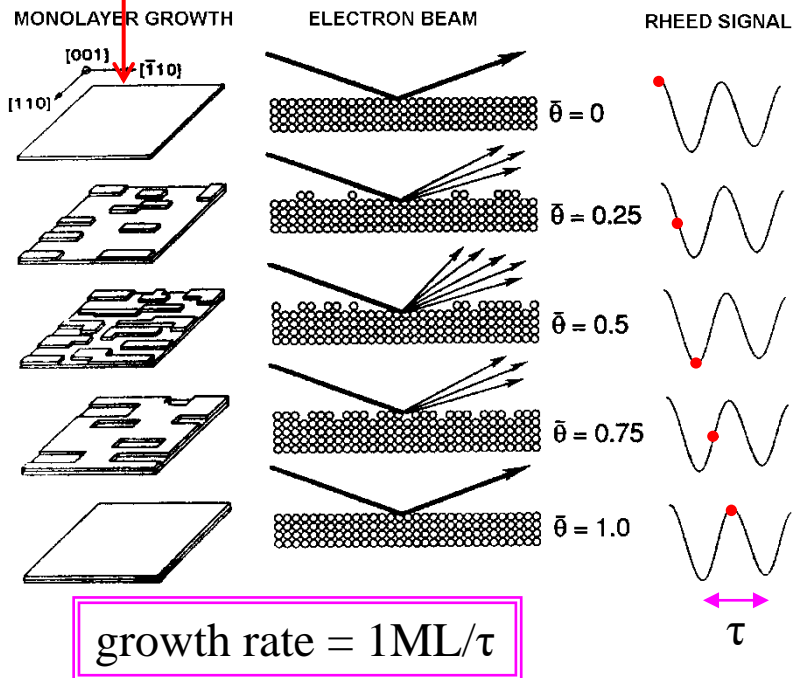 MONOLAYER GROWTH
ELECTRON BEAM
RHEED SIGNAL
[001]
[1̄10]
[110]
θ̄ = 0
θ̄ = 0.25
θ̄ = 0.5
θ̄ = 0.75
θ̄ = 1.0
growth rate = 1ML/τ
τ